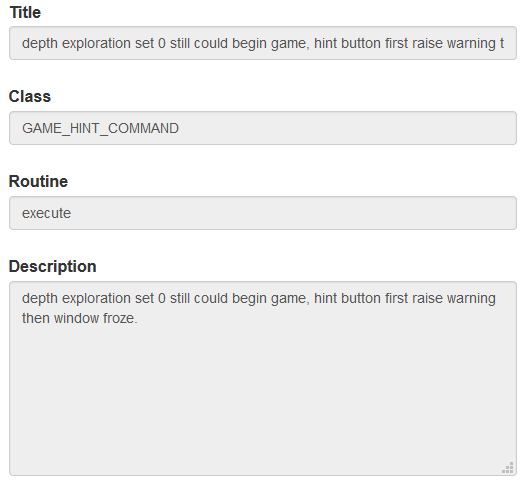 Title
depth exploration set 0 still could begin game, hint button first raise warning t
Class
GAME_HINT_COMMAND
Routine
execute
Description
depth exploration set 0 still could begin game, hint button first raise warning
then window froze.